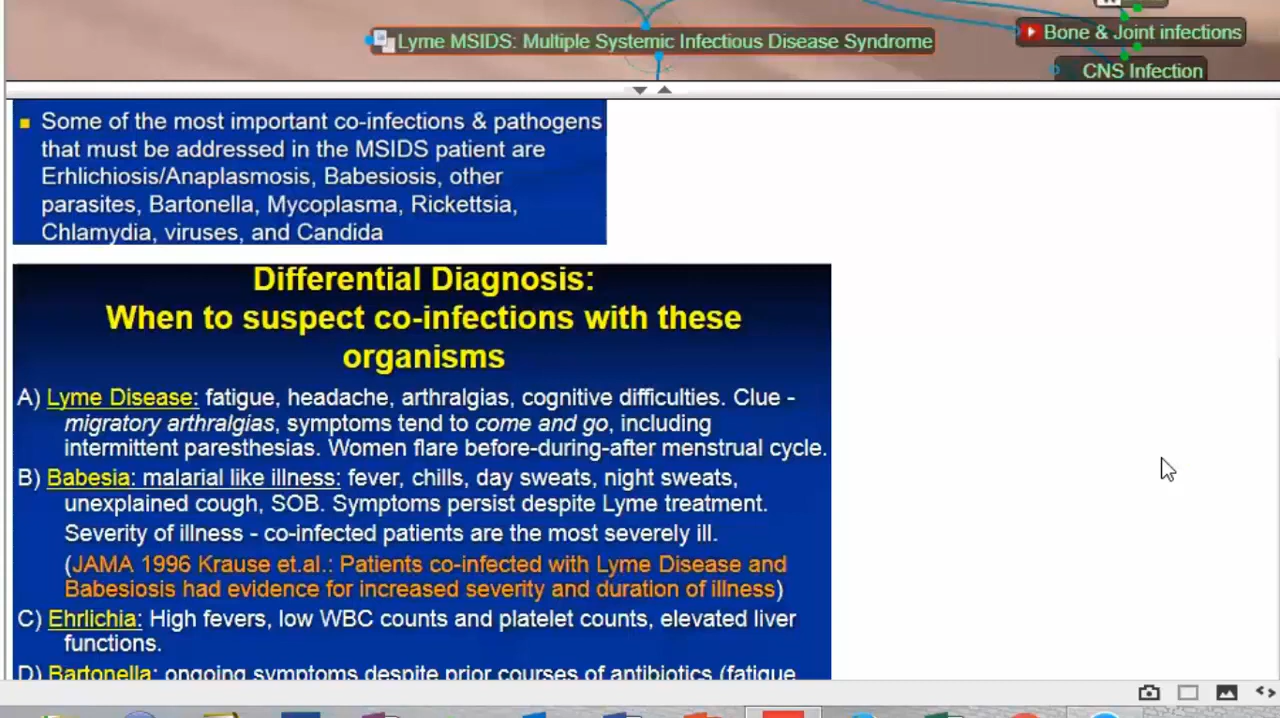 Lyme MSIDS: Multiple Systemic Infectious Disease Syndrome
Bone & Joint infections
CNS Infection
Some of the most important co-infections & pathogens
that must be addressed in the MSIDS patient are
Erhlichiosis/Anaplasmosis, Babesiosis, other
parasites, Bartonella, Mycoplasma, Rickettsia,
Chlamydia, viruses, and Candida
Differential Diagnosis:
When to suspect co-infections with these
organisms
A) Lyme Disease: fatigue, headache, arthralgias, cognitive difficulties. Clue -
migratory arthralgias, symptoms tend to come and go, including
intermittent paresthesias. Women flare before-during-after menstrual cycle.
B) Babesia: malarial like illness: fever, chills, day sweats, night sweats,
unexplained cough, SOB. Symptoms persist despite Lyme treatment.
Severity of illness - co-infected patients are the most severely ill.
(JAMA 1996 Krause et.al.: Patients co-infected with Lyme Disease and
Babesiosis had evidence for increased severity and duration of illness)
C) Ehrlichia: High fevers, low WBC counts and platelet counts, elevated liver
functions.
D) Bartonella: ongoing symptoms despite prior courses of antibiotics (fatigue